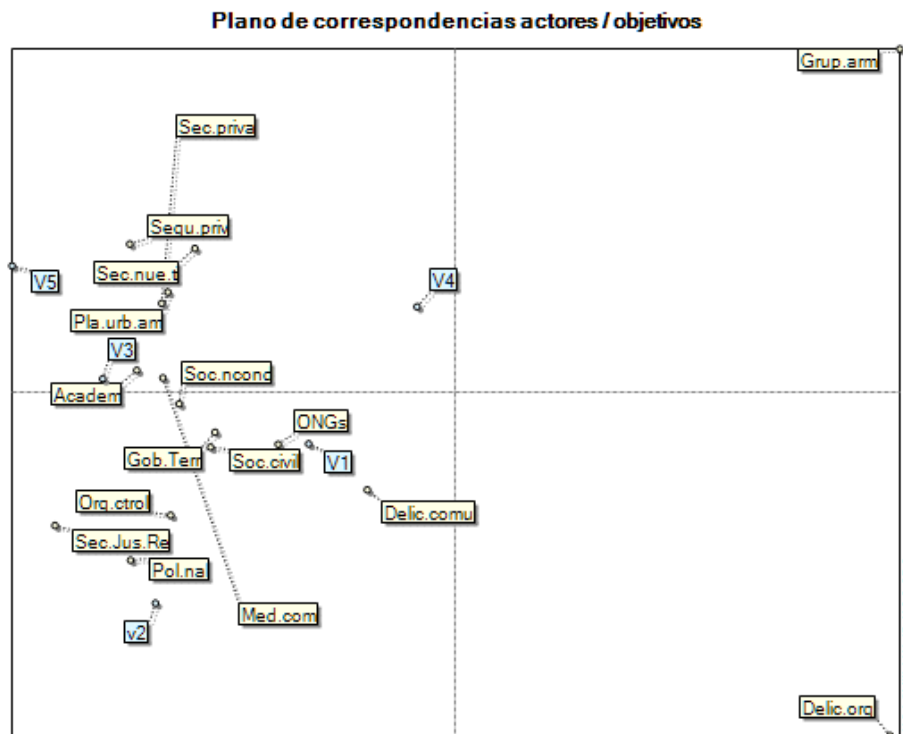 Plano de correspondencias actores / objetivos
Grup.arm
Sec.priva
Sequ.priv
Sec.nue.t
V5
V4
Pla.urb.am
V3
Soc.ncond
Academ
ONGs
Gob.Terr
Soc.civil
V1
Org.ctrol
Delic.comu
Sec.Jus.Re
Pol.nal
Med.com
v2
Delic.org